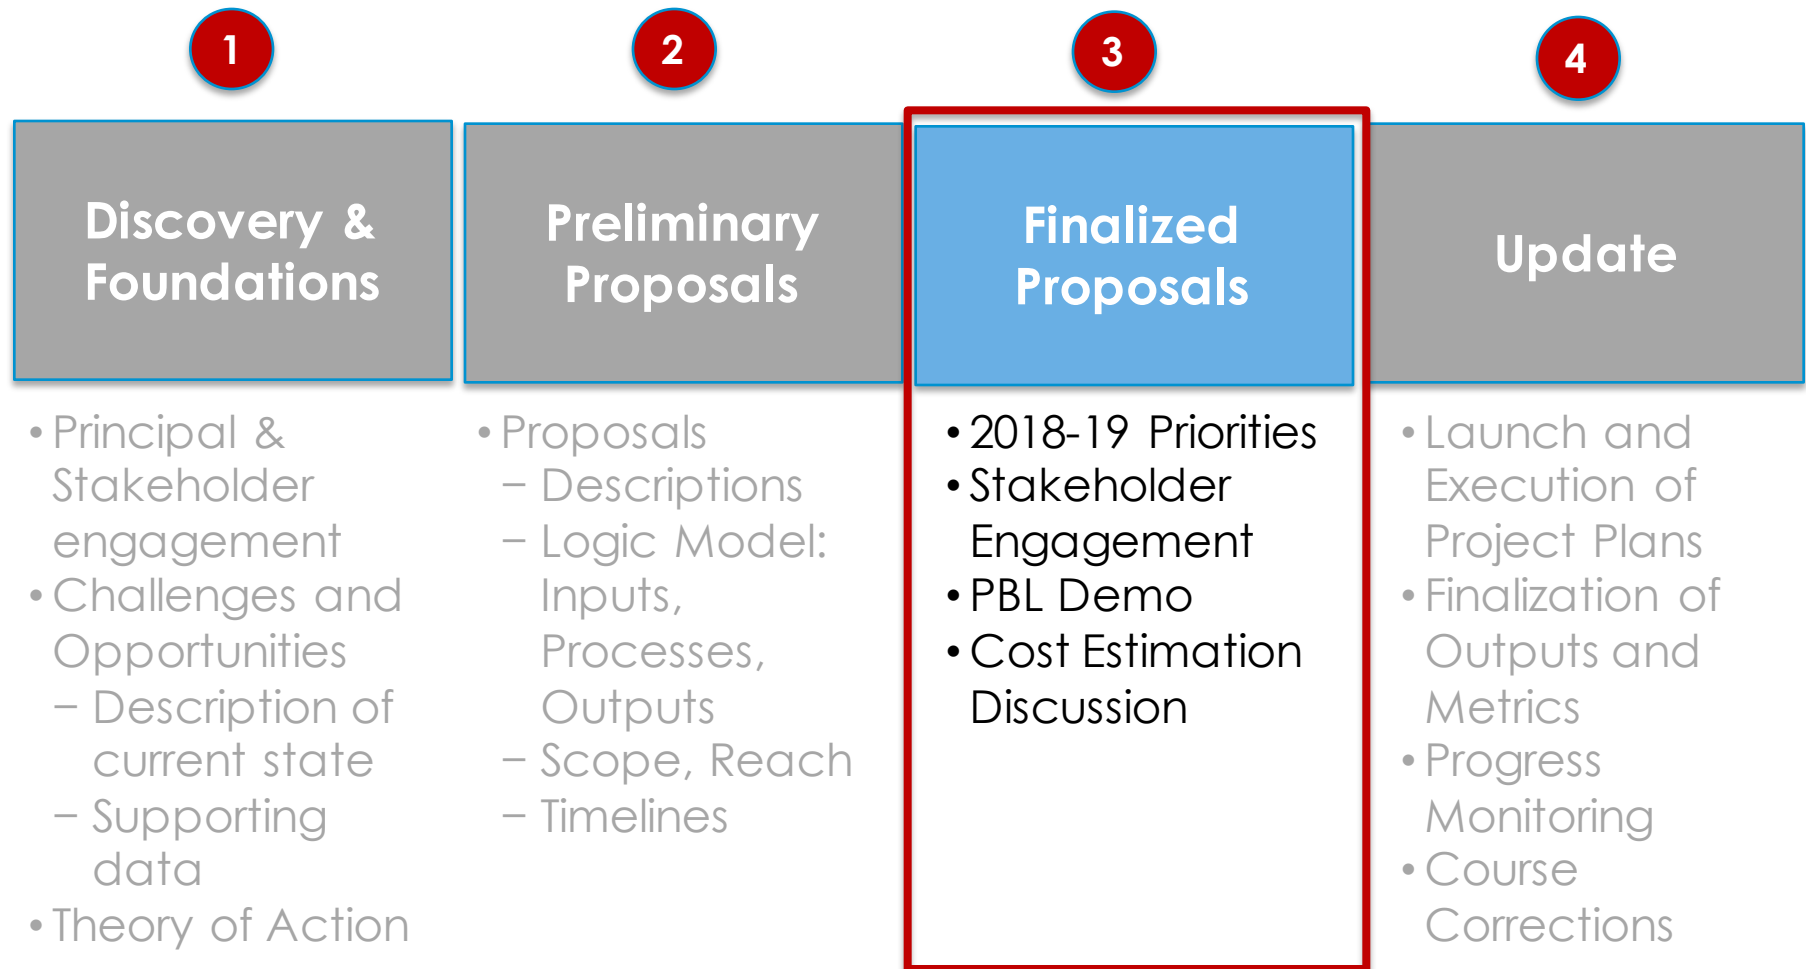 1
Discovery &
Foundations
• Principal &
Stakeholder
engagement
• Challenges and
Opportunities
– Description of
current state
– Supporting
data
• Theory of Action
2
Preliminary
Proposals
• Proposals
– Descriptions
– Logic Model:
Inputs,
Processes,
Outputs
– Scope, Reach
– Timelines
3
Finalized
Proposals
• 2018-19 Priorities
• Stakeholder
Engagement
• PBL Demo
• Cost Estimation
Discussion
4
Update
• Launch and
Execution of
Project Plans
• Finalization of
Outputs and
Metrics
• Progress
Monitoring
• Course
Corrections